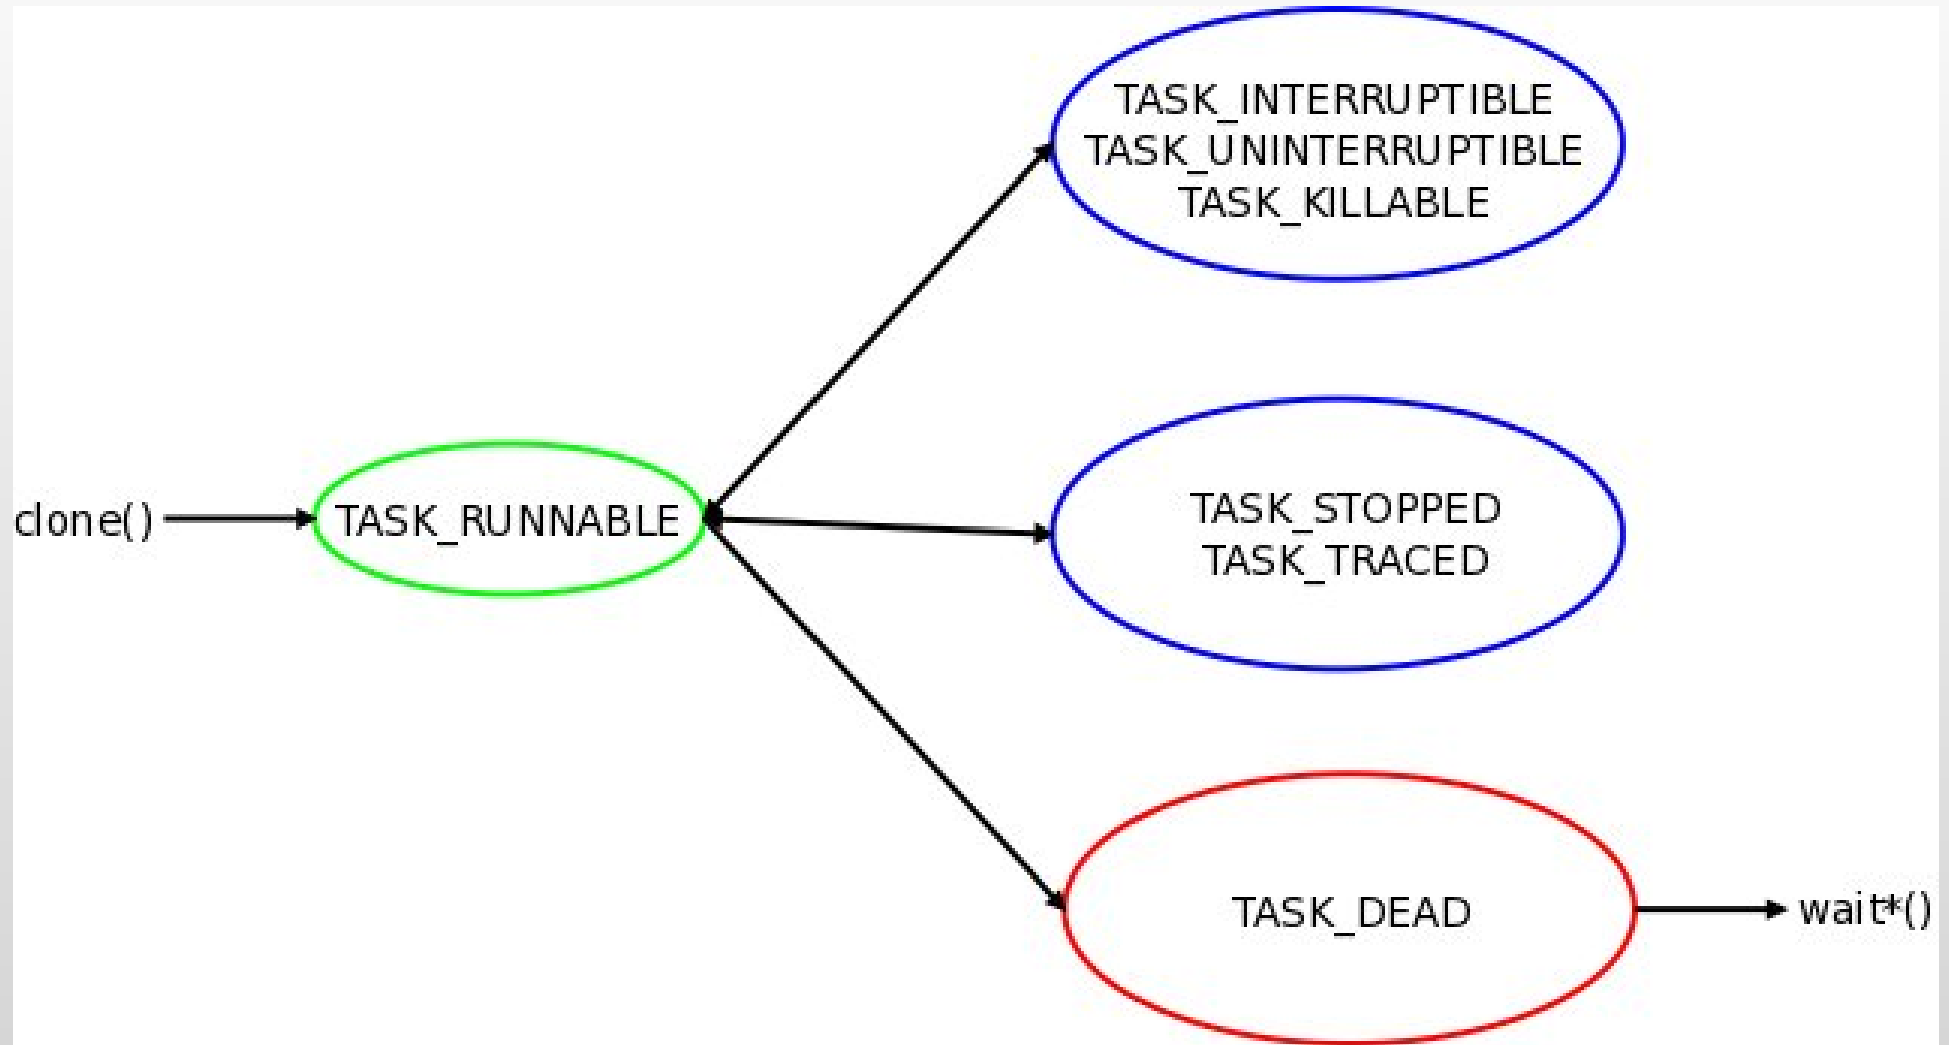 TASK_INTERRUPTIBLE
TASK_UNINTERRUPTIBLE
TASK_KILLABLE
clone()
TASK_RUNNABLE
TASK_STOPPED
TASK_TRACED
TASK_DEAD
wait*()